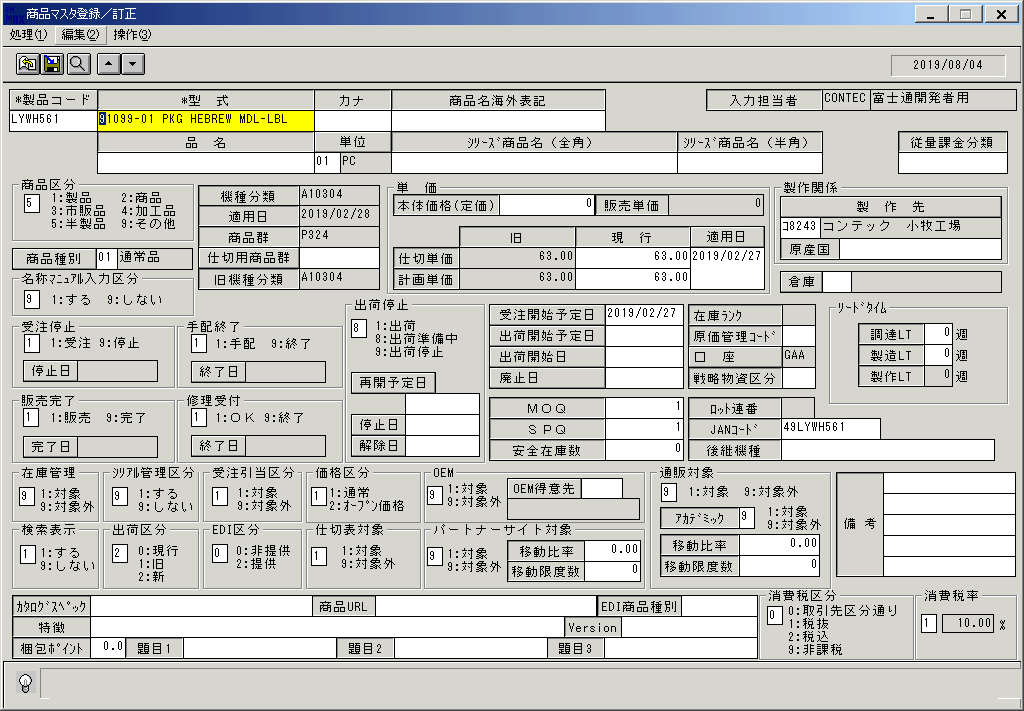 商品マスタ登録／訂正
処理(1) 編集(2) 操作(3)
2019/08/04
*製品コード *型 式 カナ 商品名海外表記 入力担当者 CONTEC 富士通開発者用
LYWH561 91099-01 PKG HEBREW MDL-LBL
品 名 単位 ｼﾘｰｽﾞ商品名（全角） ｼﾘｰｽﾞ商品名（半角） 従量課金分類
01 PC
商品区分
5 1:製品 2:商品
3:市販品 4:加工品
5:半製品 9:その他
商品種別 01 通常品
名称ﾏﾆｭｱﾙ入力区分
9 1:する 9:しない
機種分類 A10304
適用日 2019/02/28
商品群 P324
仕切用商品群
旧機種分類 A10304
単 価
本体価格(定価) 0 販売単価 0
旧 現 行 適用日
仕切単価 63.00 63.00 2019/02/27
計画単価 63.00 63.00
製作関係
製 作 先
ｺ8243 コンテック 小牧工場
原産国
倉庫
受注停止
1 1:受注 9:停止
停止日
手配終了
1 1:手配 9:終了
終了日
販売完了
1 1:販売 9:完了
完了日
修理受付
1 1:ＯＫ 9:終了
終了日
出荷停止
8 1:出荷
8:出荷準備中
9:出荷停止
再開予定日
停止日
解除日
受注開始予定日 2019/02/27
出荷開始予定日
出荷開始日
廃止日
ＭＯＱ 1
ＳＰＱ 1
安全在庫数 0
在庫ﾗﾝｸ
原価管理ｺｰﾄﾞ
口 座 GAA
戦略物資区分
ﾛｯﾄ連番
JANｺｰﾄﾞ 49LYWH561
後継機種
ﾘｰﾄﾞﾀｲﾑ
調達LT 0 週
製造LT 0 週
製作LT 0 週
在庫管理
9 1:対象
9:対象外
ｼﾘｱﾙ管理区分
9 1:する
9:しない
受注引当区分
1 1:対象
9:対象外
価格区分
1 1:通常
2:ｵｰﾌﾟﾝ価格
OEM
9 1:対象
9:対象外
OEM得意先
通販対象
9 1:対象 9:対象外
ｱｶﾃﾞﾐｯｸ 9 1:対象
9:対象外
移動比率 0.00
移動限度数 0
備 考
検索表示
1 1:する
9:しない
出荷区分
2 0:現行
1:旧
2:新
EDI区分
0 0:非提供
2:提供
仕切表対象
1 1:対象
9:対象外
パートナーサイト対象
9 1:対象
9:対象外
移動比率 0.00
移動限度数 0
ｶﾀﾛｸﾞｽﾍﾟｯｸ 商品URL EDI商品種別
特徴 Version
梱包ﾎﾟｲﾝﾄ 0.0 題目1 題目2 題目3
消費税区分
0 0:取引先区分通り
1:税抜
2:税込
9:非課税
消費税率
1 10.00 %